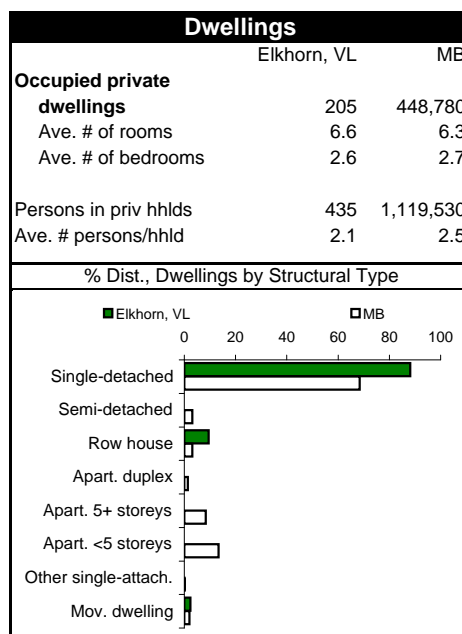 Dwellings
Elkhorn, VL MB
Occupied private
dwellings 205 448,780
Ave. # of rooms 6.6 6.3
Ave. # of bedrooms 2.6 2.7
Persons in priv hhlds 435 1,119,530
Ave. # persons/hhld 2.1 2.5
% Dist., Dwellings by Structural Type
Elkhorn, VL MB
0 20 40 60 80 100
Single-detached
Semi-detached
Row house
Apart. duplex
Apart. 5+ storeys
Apart. <5 storeys
Other single-attach.
Mov. dwelling